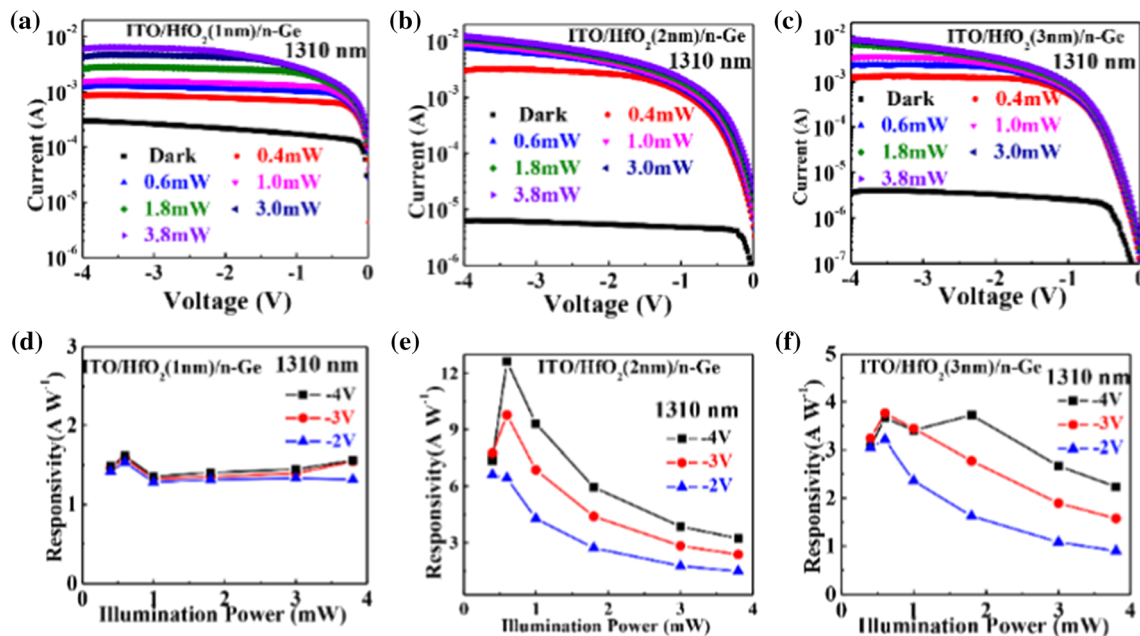 (a)
ITO/HfO₂(1nm)/n-Ge
1310 nm
10⁻²
10⁻³
10⁻⁴
10⁻⁵
10⁻⁶
Current (A)
Dark
0.4mW
0.6mW
1.0mW
1.8mW
3.0mW
3.8mW
-4 -3 -2 -1 0
Voltage (V)
(b)
ITO/HfO₂(2nm)/n-Ge
1310 nm
10⁻²
10⁻³
10⁻⁴
10⁻⁵
10⁻⁶
Current (A)
Dark
0.4mW
0.6mW
1.0mW
1.8mW
3.0mW
3.8mW
-4 -3 -2 -1 0
Voltage (V)
(c)
ITO/HfO₂(3nm)/n-Ge
1310 nm
10⁻²
10⁻³
10⁻⁴
10⁻⁵
10⁻⁶
10⁻⁷
Current (A)
Dark
0.4mW
0.6mW
1.0mW
1.8mW
3.0mW
3.8mW
-4 -3 -2 -1 0
Voltage (V)
(d)
ITO/HfO₂(1nm)/n-Ge
1310 nm
3
2
1
0
Responsivity(A W⁻¹)
-4V
-3V
-2V
0 1 2 3 4
Illumination Power (mW)
(e)
ITO/HfO₂(2nm)/n-Ge
1310 nm
12
9
6
3
Responsivity(A W⁻¹)
-4V
-3V
-2V
0 1 2 3 4
Illumination Power (mW)
(f)
ITO/HfO₂(3nm)/n-Ge
1310 nm
5
4
3
2
1
0
Responsivity(A W⁻¹)
-4V
-3V
-2V
0 1 2 3 4
Illumination Power (mW)